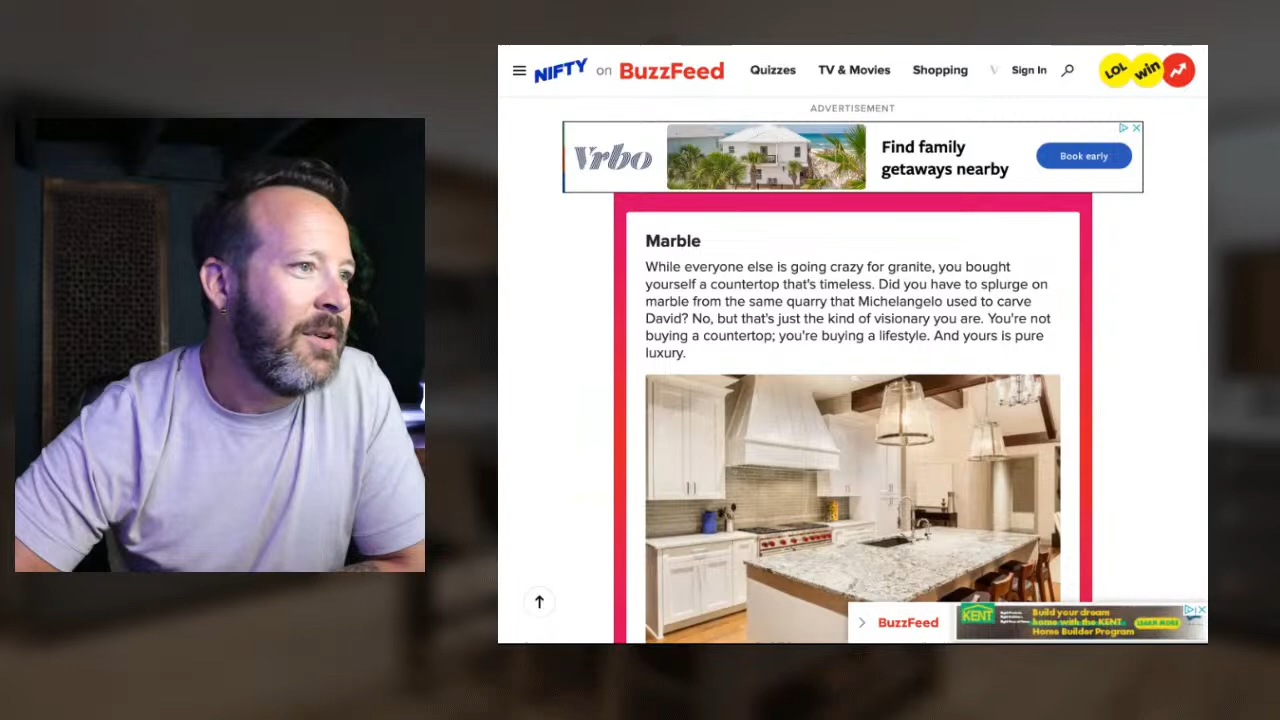 NIFTY on BuzzFeed Quizzes TV & Movies Shopping Sign In LOL win
ADVERTISEMENT
Vrbo
Find family
getaways nearby
Book early
Marble
While everyone else is going crazy for granite, you bought
yourself a countertop that's timeless. Did you have to splurge on
marble from the same quarry that Michelangelo used to carve
David? No, but that's just the kind of visionary you are. You're not
buying a countertop; you're buying a lifestyle. And yours is pure
luxury.
BuzzFeed
KENT
Build your dream
home with the KENT
Home Builder Program
LEARN MORE